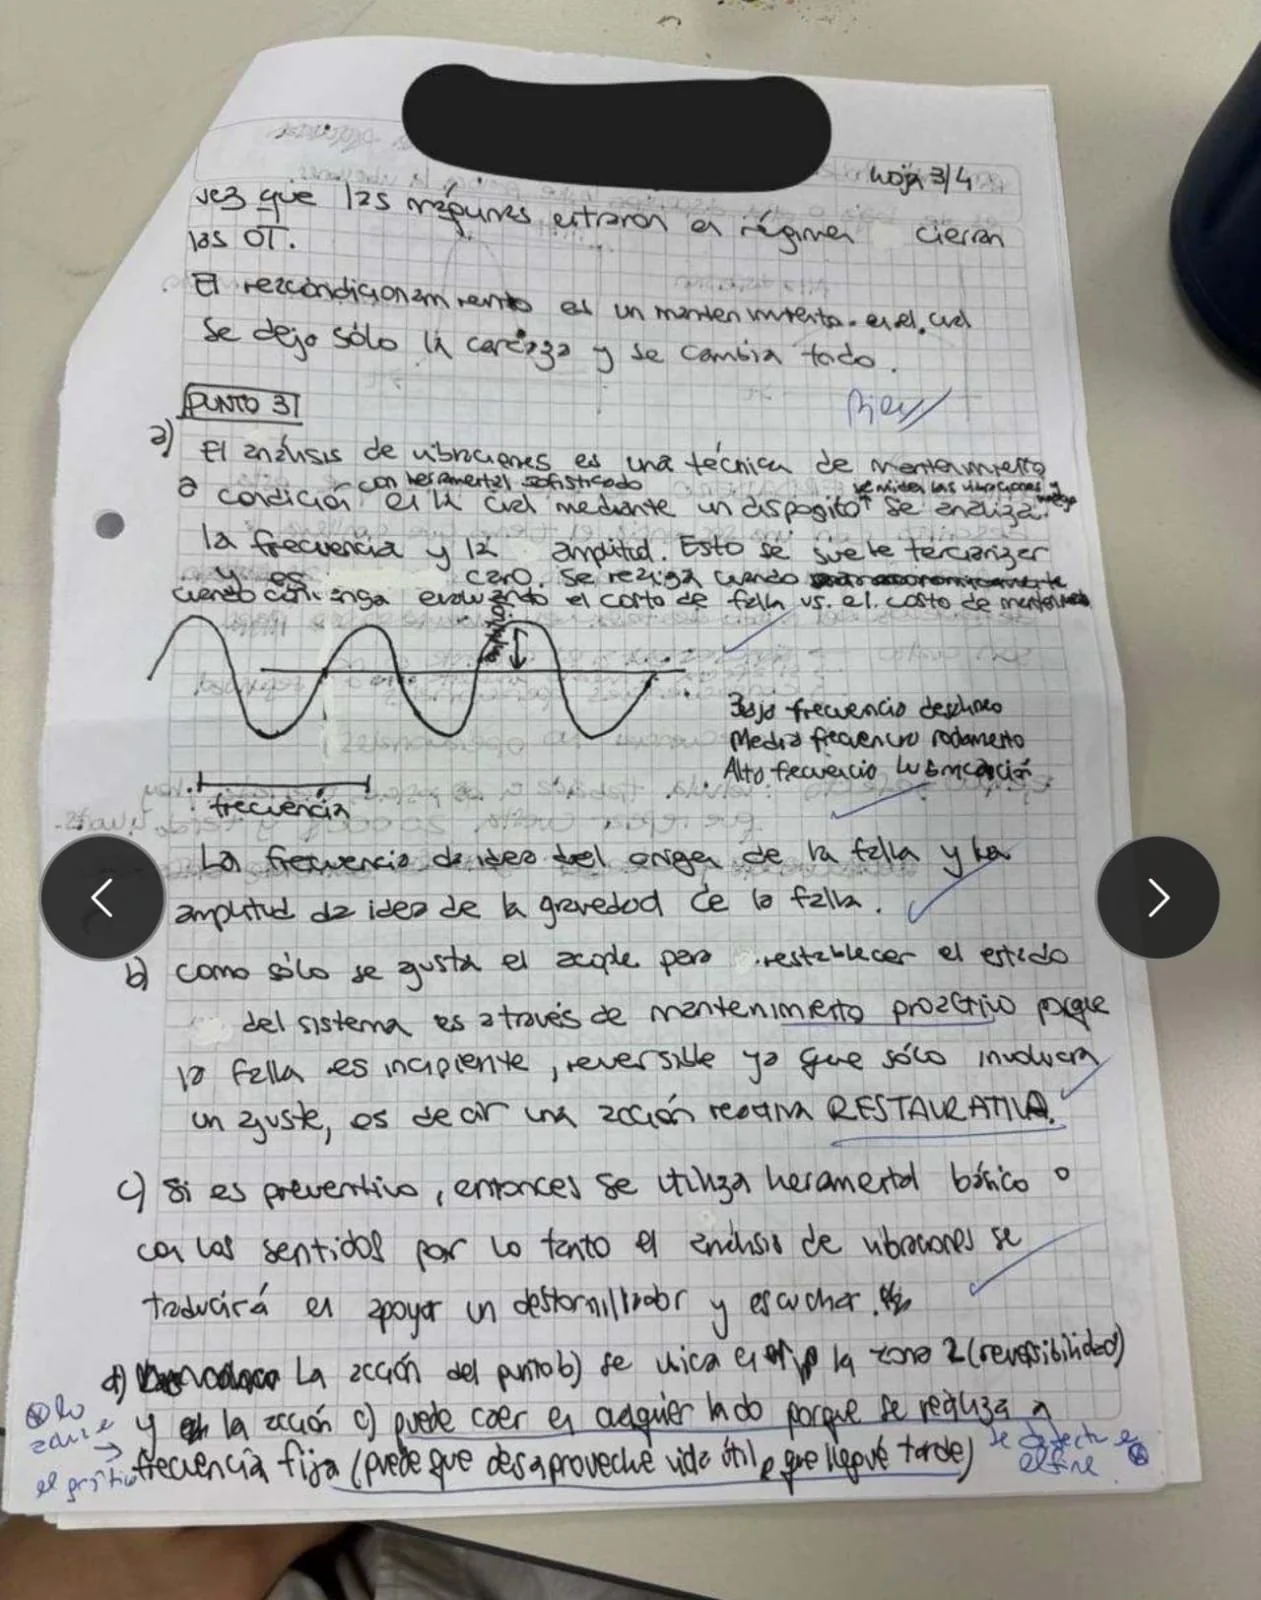 Hoja 3/4
vez que las máquinas entraron en régimen cierran
las OT.
El reacondicionamiento es un mantenimiento en el cual
se deja sólo la carcaza y se cambia todo.
Bien
PUNTO 3
a) El análisis de vibraciones es una técnica de mantenimiento
con herramental sofisticado se miden las vibraciones y
a condición en la cual mediante un dispositivo se analiza
la frecuencia y la amplitud. Esto se suele tercerizar
y es caro. Se realiza cuando
cuando convenga evaluando el costo de falla vs. el costo de mantenimiento
amplitud
Baja frecuencia desalineo
Media frecuencia rodamiento
Alta frecuencia lubricación
frecuencia
La frecuencia da idea del origen de la falla y la
amplitud da idea de la gravedad de la falla.
b) Como sólo se ajusta el acople para restablecer el estado
del sistema es a través de mantenimiento proactivo porque
la falla es incipiente, reversible ya que sólo involucra
un ajuste, es decir una acción reactiva RESTAURATIVA.
c) Si es preventivo, entonces se utiliza herramental básico o
con los sentidos por lo tanto el análisis de vibraciones se
traducirá en apoyar un destornillador y escuchar.
d) La acción del punto b) se ubica en la zona 2 (reversibilidad)
y la acción c) puede caer en cualquier lado porque se realiza a
frecuencia fija (puede que desaproveche vida útil o que llegue tarde)
el gráfico